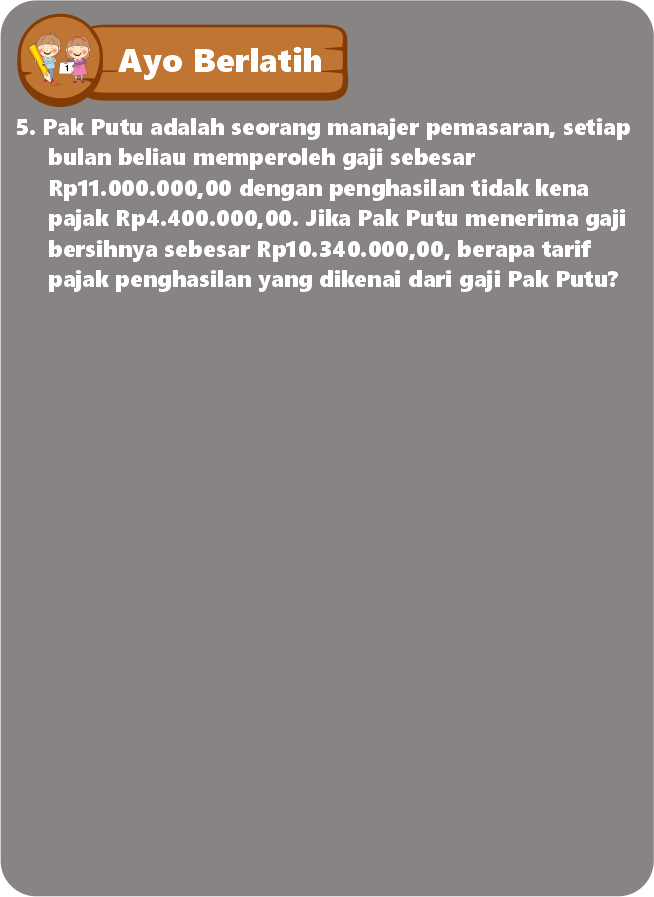 1
Ayo Berlatih
5. Pak Putu adalah seorang manajer pemasaran, setiap
bulan beliau memperoleh gaji sebesar
Rp11.000.000,00 dengan penghasilan tidak kena
pajak Rp4.400.000,00. Jika Pak Putu menerima gaji
bersihnya sebesar Rp10.340.000,00, berapa tarif
pajak penghasilan yang dikenai dari gaji Pak Putu?